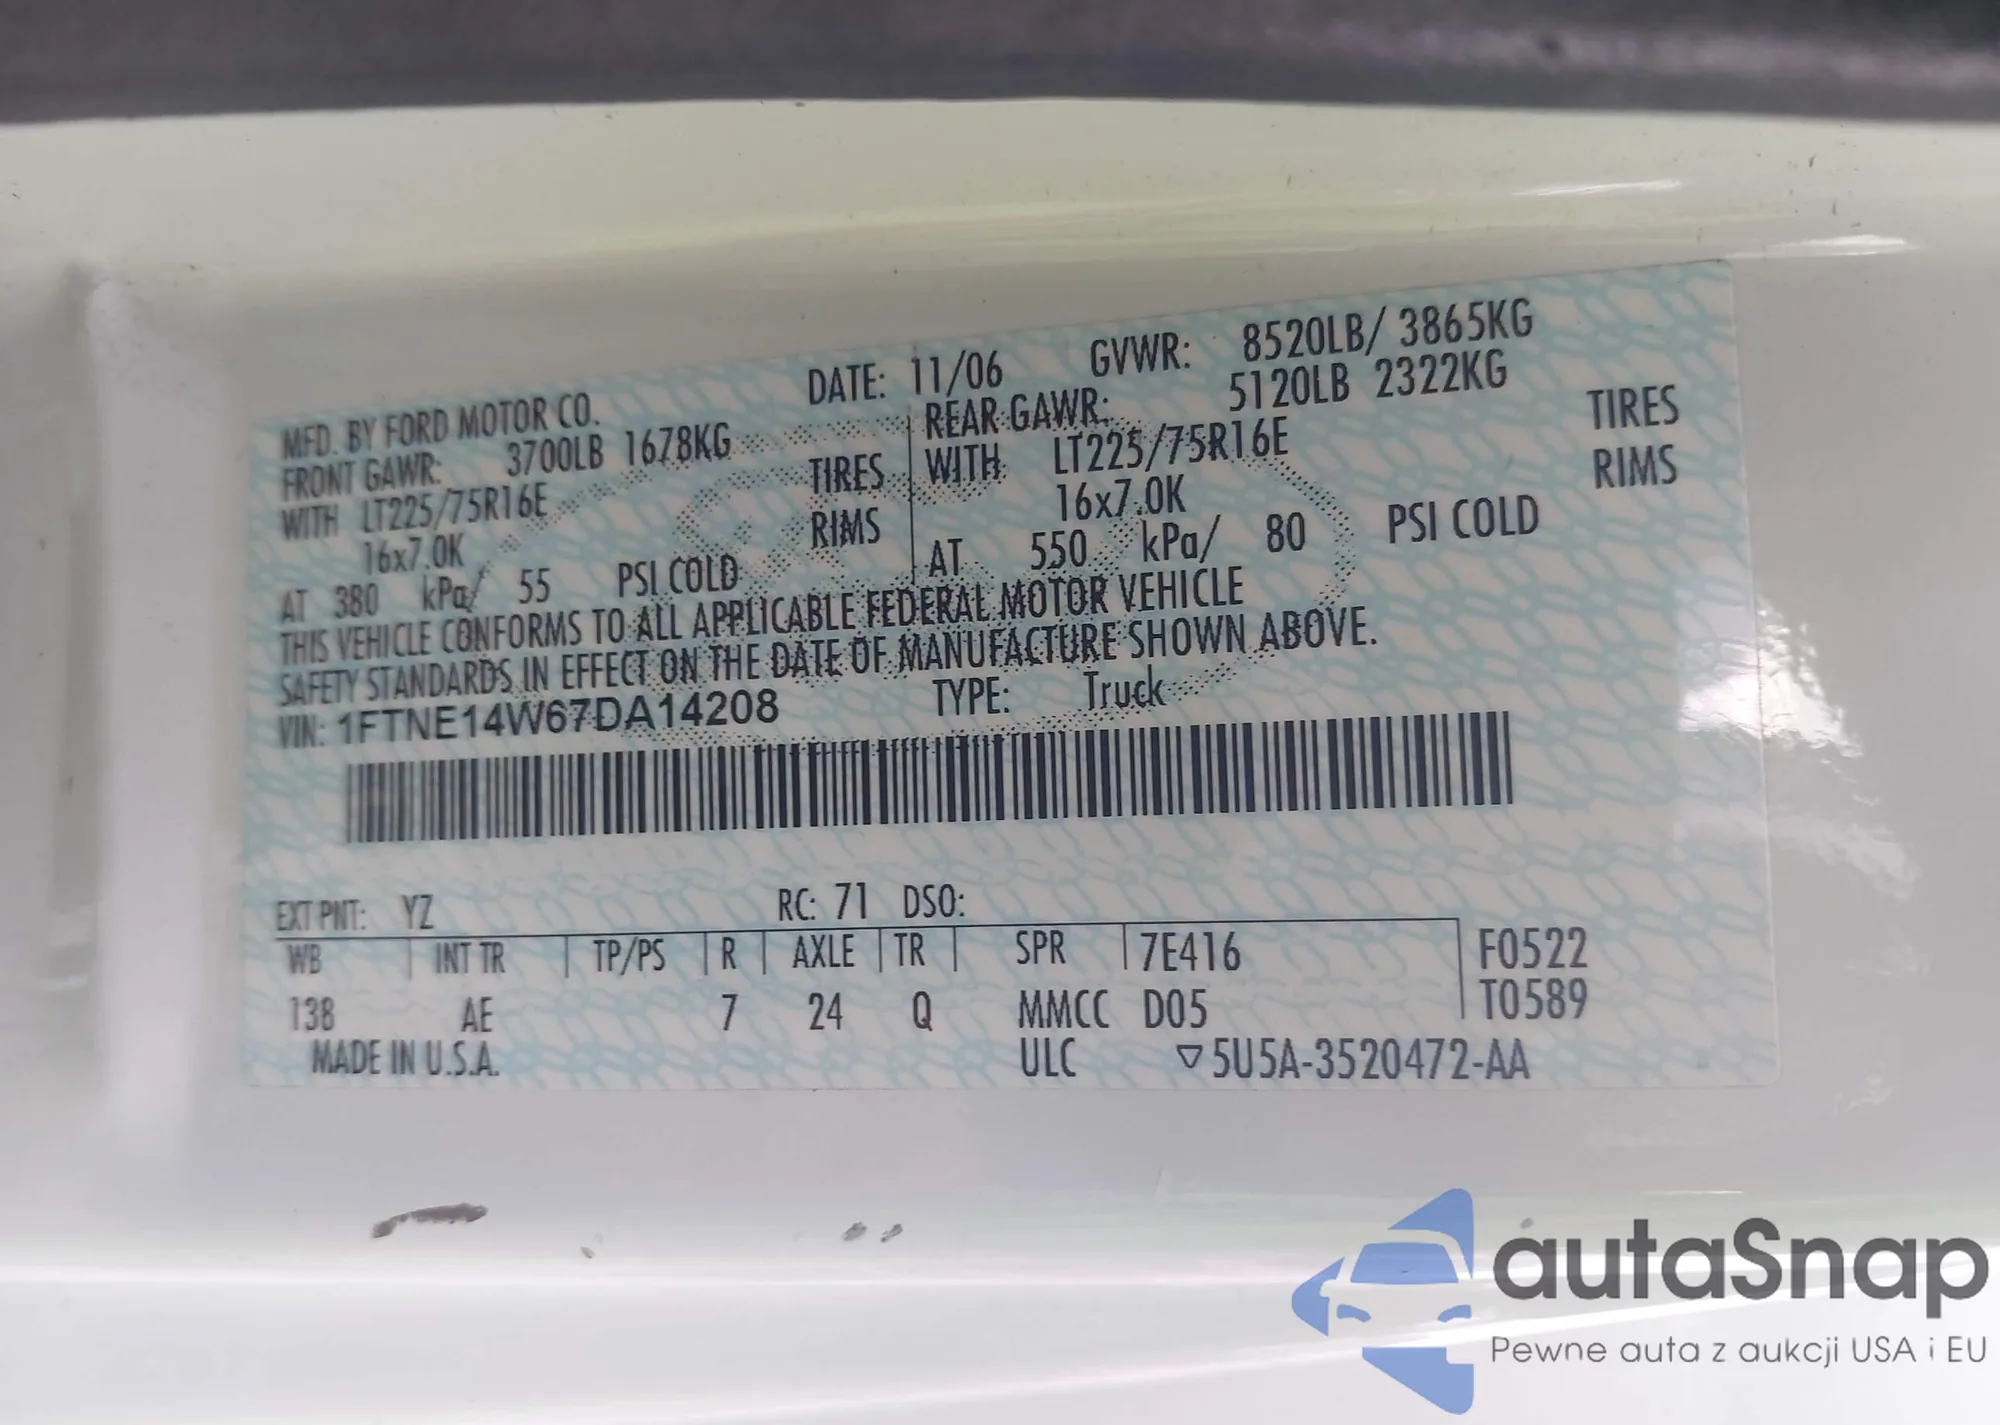 MFD. BY FORD MOTOR CO. DATE: 11/06 GVWR: 8520LB/ 3865KG
FRONT GAWR: 3700LB 1678KG REAR GAWR: 5120LB 2322KG
WITH LT225/75R16E TIRES WITH LT225/75R16E TIRES
16x7.0K RIMS 16x7.0K RIMS
AT 380 kPa/ 55 PSI COLD AT 550 kPa/ 80 PSI COLD
THIS VEHICLE CONFORMS TO ALL APPLICABLE FEDERAL MOTOR VEHICLE
SAFETY STANDARDS IN EFFECT ON THE DATE OF MANUFACTURE SHOWN ABOVE.
VIN: 1FTNE14W67DA14208 TYPE: Truck
EXT PNT: YZ RC: 71 DSO:
WB INT TR TP/PS R AXLE TR SPR 7E416 F0522
138 AE 7 24 Q MMCC D05 T0589
MADE IN U.S.A. ULC ▽5U5A-3520472-AA
autaSnap
Pewne auta z aukcji USA i EU